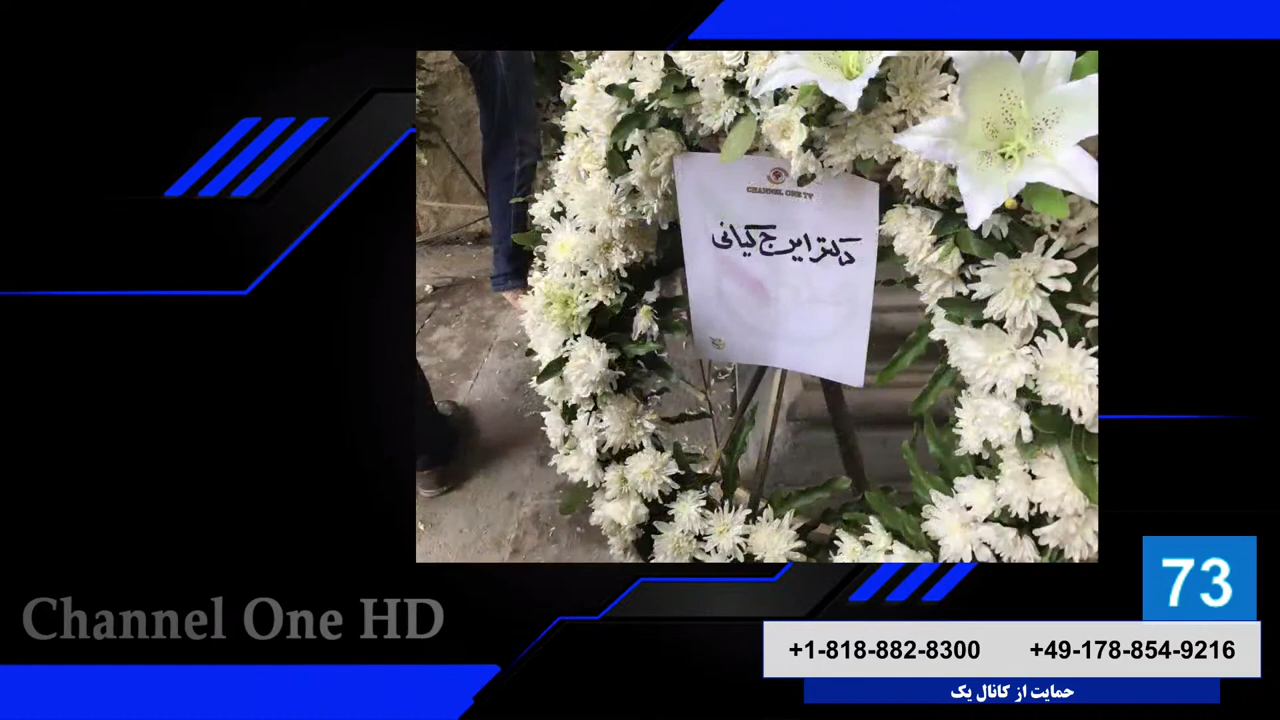 CHANNEL ONE TV
دکتر ایرج کیانی
73
Channel One HD
+1-818-882-8300 +49-178-854-9216
حمایت از کانال یک